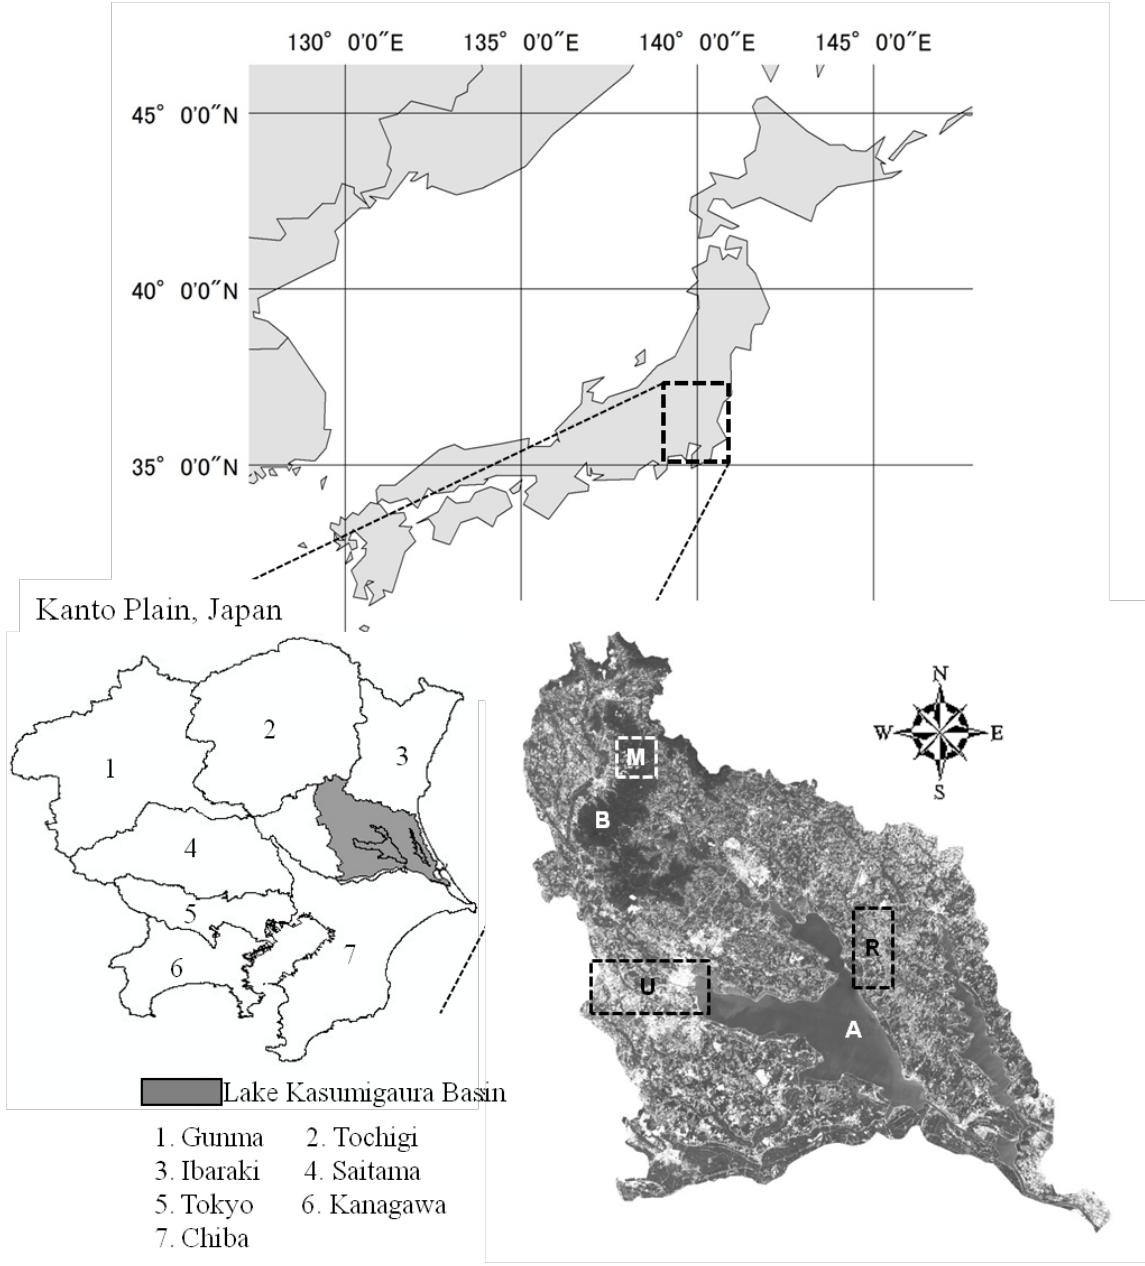 130° 0'0"E 135° 0'0"E 140° 0'0"E 145° 0'0"E
45° 0'0"N
40° 0'0"N
35° 0'0"N
Kanto Plain, Japan
N
W E
S
1
2
3
4
5
6
7
M
B
R
U
A
Lake Kasumigaura Basin
1. Gunma 2. Tochigi
3. Ibaraki 4. Saitama
5. Tokyo 6. Kanagawa
7. Chiba